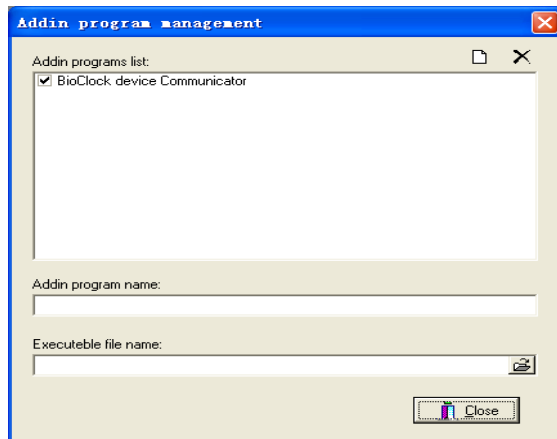 Addin program management
Addin programs list:
BioClock device Communicator
Addin program name:
Executeble file name:
Close